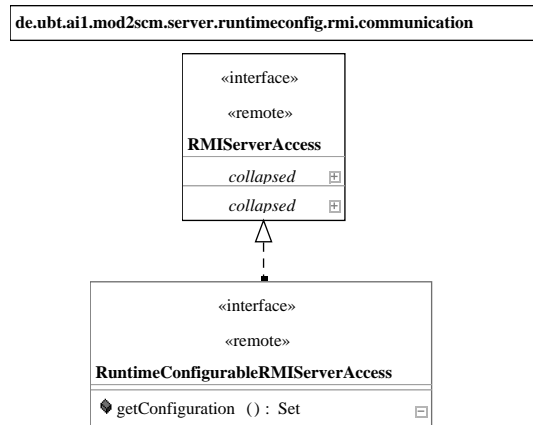 de.ubt.ai1.mod2scm.server.runtimeconfig.rmi.communication
«interface»
«remote»
RMIServerAccess
collapsed
collapsed
«interface»
«remote»
RuntimeConfigurableRMIServerAccess
getConfiguration () : Set